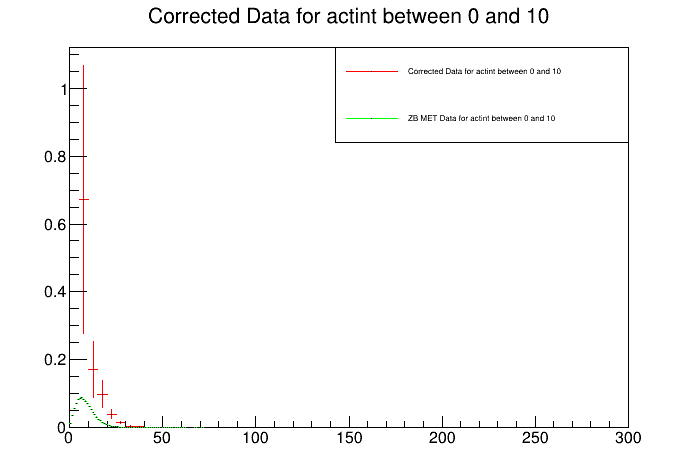 Corrected Data for actint between 0 and 10
Corrected Data for actint between 0 and 10
ZB MET Data for actint between 0 and 10
1
0.8
0.6
0.4
0.2
0
0 50 100 150 200 250 300